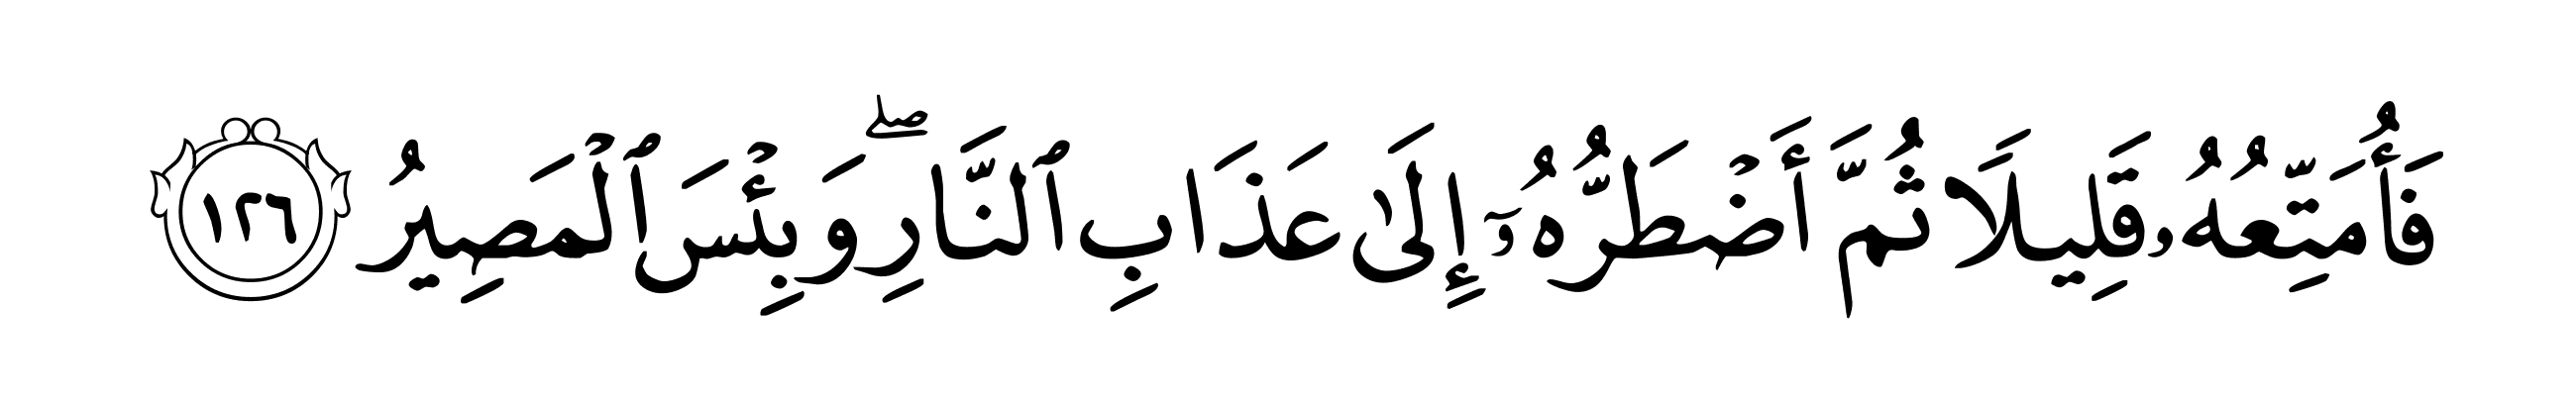 فَأُمَتِّعُهُۥ قَلِيلًا ثُمَّ أَضۡطَرُّهُۥٓ إِلَىٰ عَذَابِ ٱلنَّارِۖ وَبِئۡسَ ٱلۡمَصِيرُ ١٢٦